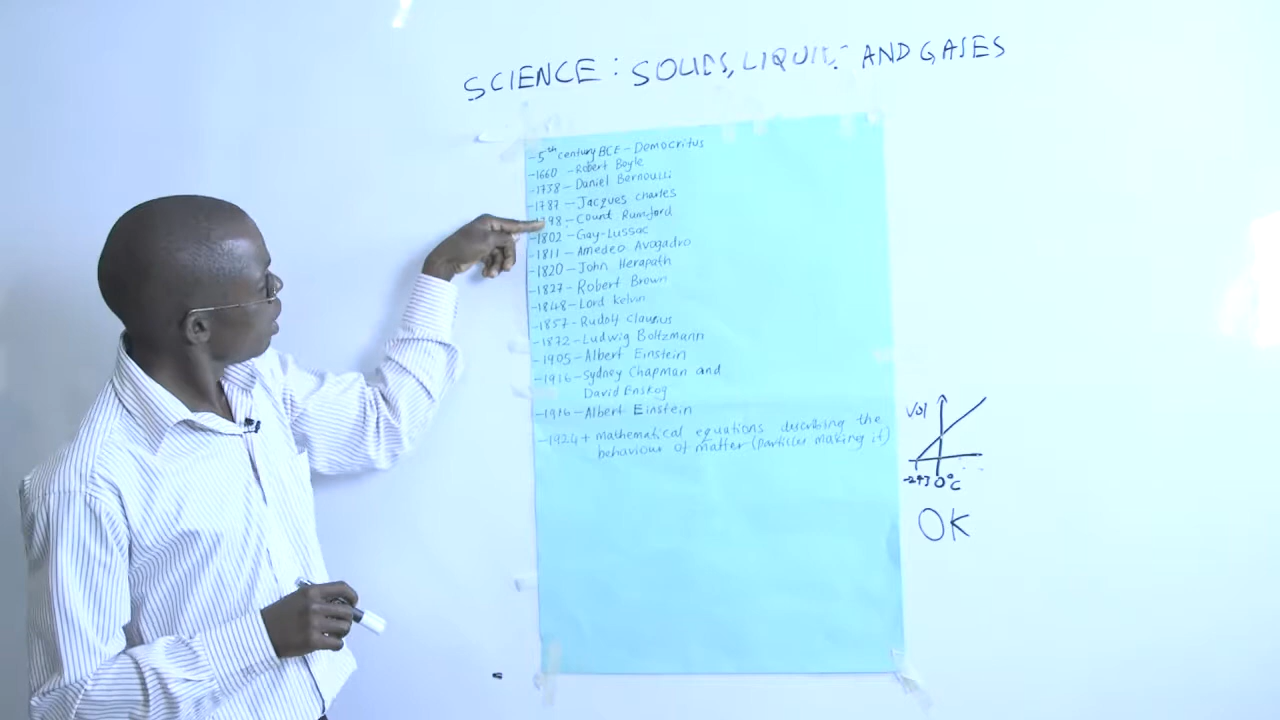 SCIENCE: SOLIDS, LIQUIDS AND GASES
-5th century BCE - Democritus
-1660 - Robert Boyle
-1738 - Daniel Bernoulli
-1787 - Jacques charles
-1798 - Count Rumford
-1802 - Gay-Lussac
-1811 - Amedeo Avogadro
-1820 - John Herapath
-1827 - Robert Brown
-1848 - Lord kelvin
-1857 - Rudolf Clausius
-1872 - Ludwig Boltzmann
-1905 - Albert Einstein
-1916 - Sydney Chapman and
David Enskog
-1916 - Albert Einstein
-1924 + mathematical equations describing the
behaviour of matter (particles making it)
Vol
-273 0°C
OK